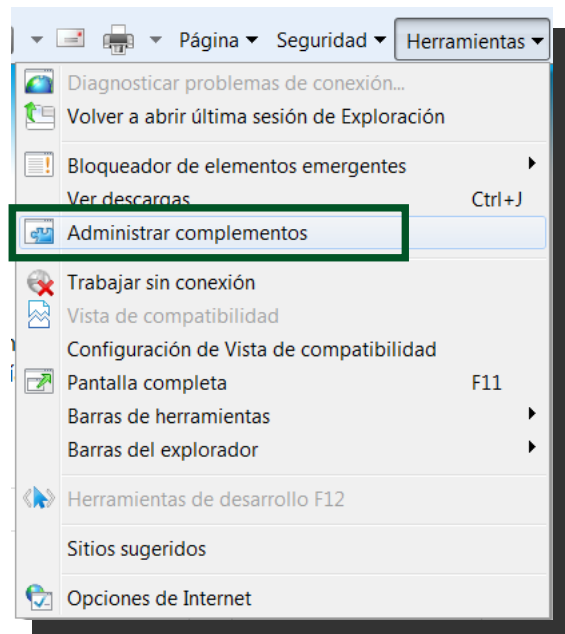 Página Seguridad Herramientas
Diagnosticar problemas de conexión...
Volver a abrir última sesión de Exploración
Bloqueador de elementos emergentes
Ver descargas Ctrl+J
Administrar complementos
Trabajar sin conexión
Vista de compatibilidad
Configuración de Vista de compatibilidad
Pantalla completa F11
Barras de herramientas
Barras del explorador
Herramientas de desarrollo F12
Sitios sugeridos
Opciones de Internet